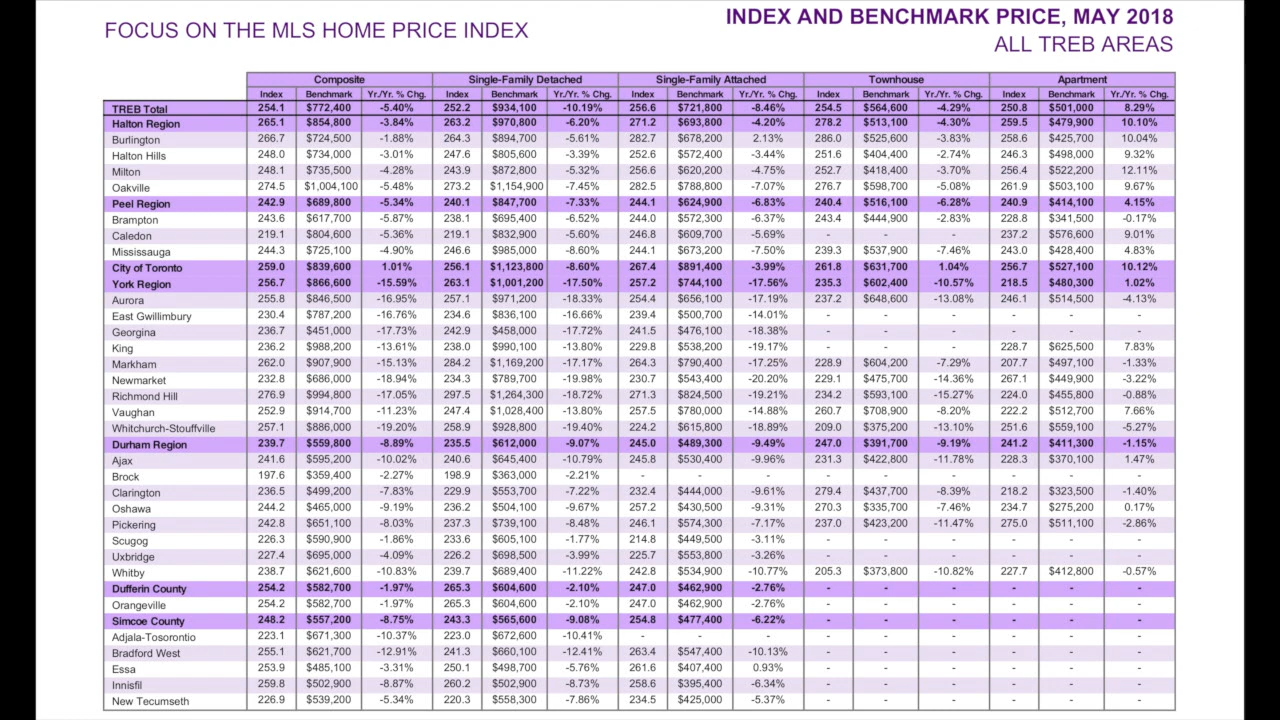 FOCUS ON THE MLS HOME PRICE INDEX
INDEX AND BENCHMARK PRICE, MAY 2018
ALL TREB AREAS
Composite Single-Family Detached Single-Family Attached Townhouse Apartment
Index Benchmark Yr./Yr. % Chg. Index Benchmark Yr./Yr. % Chg. Index Benchmark Yr./Yr. % Chg. Index Benchmark Yr./Yr. % Chg. Index Benchmark Yr./Yr. % Chg.
TREB Total 254.1 $772,400 -5.40% 252.2 $934,100 -10.19% 256.6 $721,800 -8.46% 254.5 $564,600 -4.29% 250.8 $501,000 8.29%
Halton Region 265.1 $854,800 -3.84% 263.2 $970,800 -6.20% 271.2 $693,800 -4.20% 278.2 $513,100 -4.30% 259.5 $479,900 10.10%
Burlington 266.7 $724,500 -1.88% 264.3 $894,700 -5.61% 282.7 $678,200 2.13% 286.0 $525,600 -3.83% 258.6 $425,700 10.04%
Halton Hills 248.0 $734,000 -3.01% 247.6 $805,600 -3.39% 252.6 $572,400 -3.44% 251.6 $404,400 -2.74% 246.3 $498,000 9.32%
Milton 248.1 $735,500 -4.28% 243.9 $872,800 -5.32% 256.6 $620,200 -4.75% 252.7 $418,400 -3.70% 256.4 $522,200 12.11%
Oakville 274.5 $1,004,100 -5.48% 273.2 $1,154,900 -7.45% 282.5 $788,800 -7.07% 276.7 $598,700 -5.08% 261.9 $503,100 9.67%
Peel Region 242.9 $689,800 -5.34% 240.1 $847,700 -7.33% 244.1 $624,900 -6.83% 240.4 $516,100 -6.28% 240.9 $414,100 4.15%
Brampton 243.6 $617,700 -5.87% 238.1 $695,400 -6.52% 244.0 $572,300 -6.37% 243.4 $444,900 -2.83% 228.8 $341,500 -0.17%
Caledon 219.1 $804,600 -5.36% 219.1 $832,900 -5.60% 246.8 $609,700 -5.69% - - - 237.2 $576,600 9.01%
Mississauga 244.3 $725,100 -4.90% 246.6 $985,000 -8.60% 244.1 $673,200 -7.50% 239.3 $537,900 -7.46% 243.0 $428,400 4.83%
City of Toronto 259.0 $839,600 1.01% 256.1 $1,123,800 -8.60% 267.4 $891,400 -3.99% 261.8 $631,700 1.04% 256.7 $527,100 10.12%
York Region 256.7 $866,600 -15.59% 263.1 $1,001,200 -17.50% 257.2 $744,100 -17.56% 235.3 $602,400 -10.57% 218.5 $480,300 1.02%
Aurora 255.8 $846,500 -16.95% 257.1 $971,200 -18.33% 254.4 $656,100 -17.19% 237.2 $648,600 -13.08% 246.1 $514,500 -4.13%
East Gwillimbury 230.4 $787,200 -16.76% 234.6 $836,100 -16.66% 239.4 $500,700 -14.01% - - - - - -
Georgina 236.7 $451,000 -17.73% 242.9 $458,000 -17.72% 241.5 $476,100 -18.38% - - - - - -
King 236.2 $988,200 -13.61% 238.0 $990,100 -13.80% 229.8 $538,200 -19.17% - - - 228.7 $625,500 7.83%
Markham 262.0 $907,900 -15.13% 284.2 $1,169,200 -17.17% 264.3 $790,400 -17.25% 228.9 $604,200 -7.29% 207.7 $497,100 -1.33%
Newmarket 232.8 $686,000 -18.94% 234.3 $789,700 -19.98% 230.7 $543,400 -20.20% 229.1 $475,700 -14.36% 267.1 $449,900 -3.22%
Richmond Hill 276.9 $994,800 -17.05% 297.5 $1,264,300 -18.72% 271.3 $824,500 -19.21% 234.2 $593,100 -15.27% 224.0 $455,800 -0.88%
Vaughan 252.9 $914,700 -11.23% 247.4 $1,028,400 -13.80% 257.5 $780,000 -14.88% 260.7 $708,900 -8.20% 222.2 $512,700 7.66%
Whitchurch-Stouffville 257.1 $886,000 -19.20% 258.9 $928,800 -19.40% 224.2 $615,800 -18.89% 209.0 $375,200 -13.10% 251.6 $559,100 -5.27%
Durham Region 239.7 $559,800 -8.89% 235.5 $612,000 -9.07% 245.0 $489,300 -9.49% 247.0 $391,700 -9.19% 241.2 $411,300 -1.15%
Ajax 241.6 $595,200 -10.02% 240.6 $645,400 -10.79% 245.8 $530,400 -9.96% 231.3 $422,800 -11.78% 228.3 $370,100 1.47%
Brock 197.6 $359,400 -2.27% 198.9 $363,000 -2.21% - - - - - - - - -
Clarington 236.5 $499,200 -7.83% 229.9 $553,700 -7.22% 232.4 $444,000 -9.61% 279.4 $437,700 -8.39% 218.2 $323,500 -1.40%
Oshawa 244.2 $465,000 -9.19% 236.2 $504,100 -9.67% 257.2 $430,500 -9.31% 270.3 $335,700 -7.46% 234.7 $275,200 0.17%
Pickering 242.8 $651,100 -8.03% 237.3 $739,100 -8.48% 246.1 $574,300 -7.17% 237.0 $423,200 -11.47% 275.0 $511,100 -2.86%
Scugog 226.3 $590,900 -1.86% 233.6 $605,100 -1.77% 214.8 $449,500 -3.11% - - - - - -
Uxbridge 227.4 $695,000 -4.09% 226.2 $698,500 -3.99% 225.7 $553,800 -3.26% - - - - - -
Whitby 238.7 $621,600 -10.83% 239.7 $689,400 -11.22% 242.8 $534,900 -10.77% 205.3 $373,800 -10.82% 227.7 $412,800 -0.57%
Dufferin County 254.2 $582,700 -1.97% 265.3 $604,600 -2.10% 247.0 $462,900 -2.76% - - - - - -
Orangeville 254.2 $582,700 -1.97% 265.3 $604,600 -2.10% 247.0 $462,900 -2.76% - - - - - -
Simcoe County 248.2 $557,200 -8.75% 243.3 $565,600 -9.08% 254.8 $477,400 -6.22% - - - - - -
Adjala-Tosorontio 223.1 $671,300 -10.37% 223.0 $672,600 -10.41% - - - - - - - - -
Bradford West 255.1 $621,700 -12.91% 241.3 $660,100 -12.41% 263.4 $547,400 -10.13% - - - - - -
Essa 253.9 $485,100 -3.31% 250.1 $498,700 -5.76% 261.6 $407,400 0.93% - - - - - -
Innisfil 259.8 $502,900 -8.87% 260.2 $502,900 -8.73% 258.6 $395,400 -6.34% - - - - - -
New Tecumseth 226.9 $539,200 -5.34% 220.3 $558,300 -7.86% 234.5 $425,000 -5.37% - - - - - -